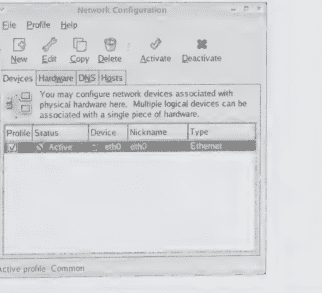 Network Configuration
File Profile Help
New Edit Copy Delete Activate Deactivate
Devices Hardware DNS Hosts
You may configure network devices associated with
physical hardware here. Multiple logical devices can be
associated with a single piece of hardware.
Profile Status Device Nickname Type
Active eth0 eth0 Ethernet
Active profile Common